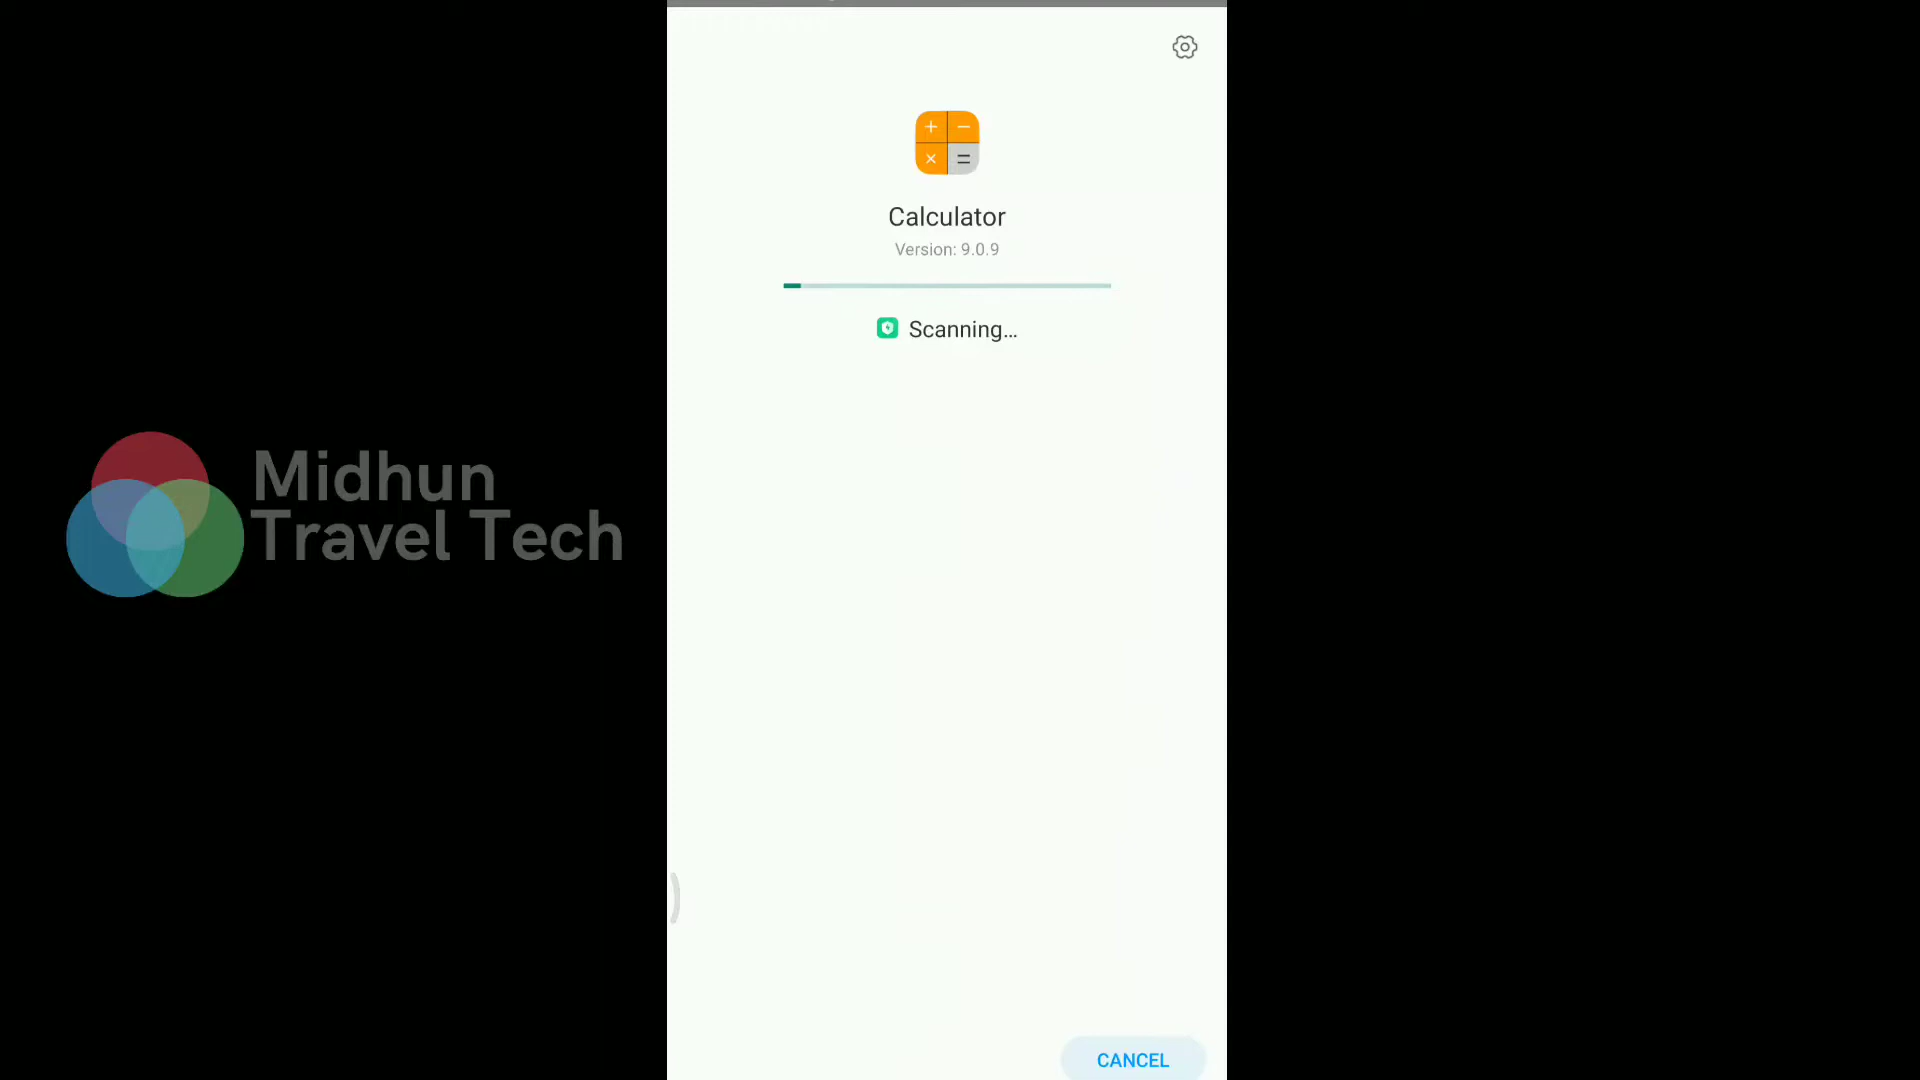 Calculator
Version: 9.0.9
Scanning...
Midhun
Travel Tech
CANCEL